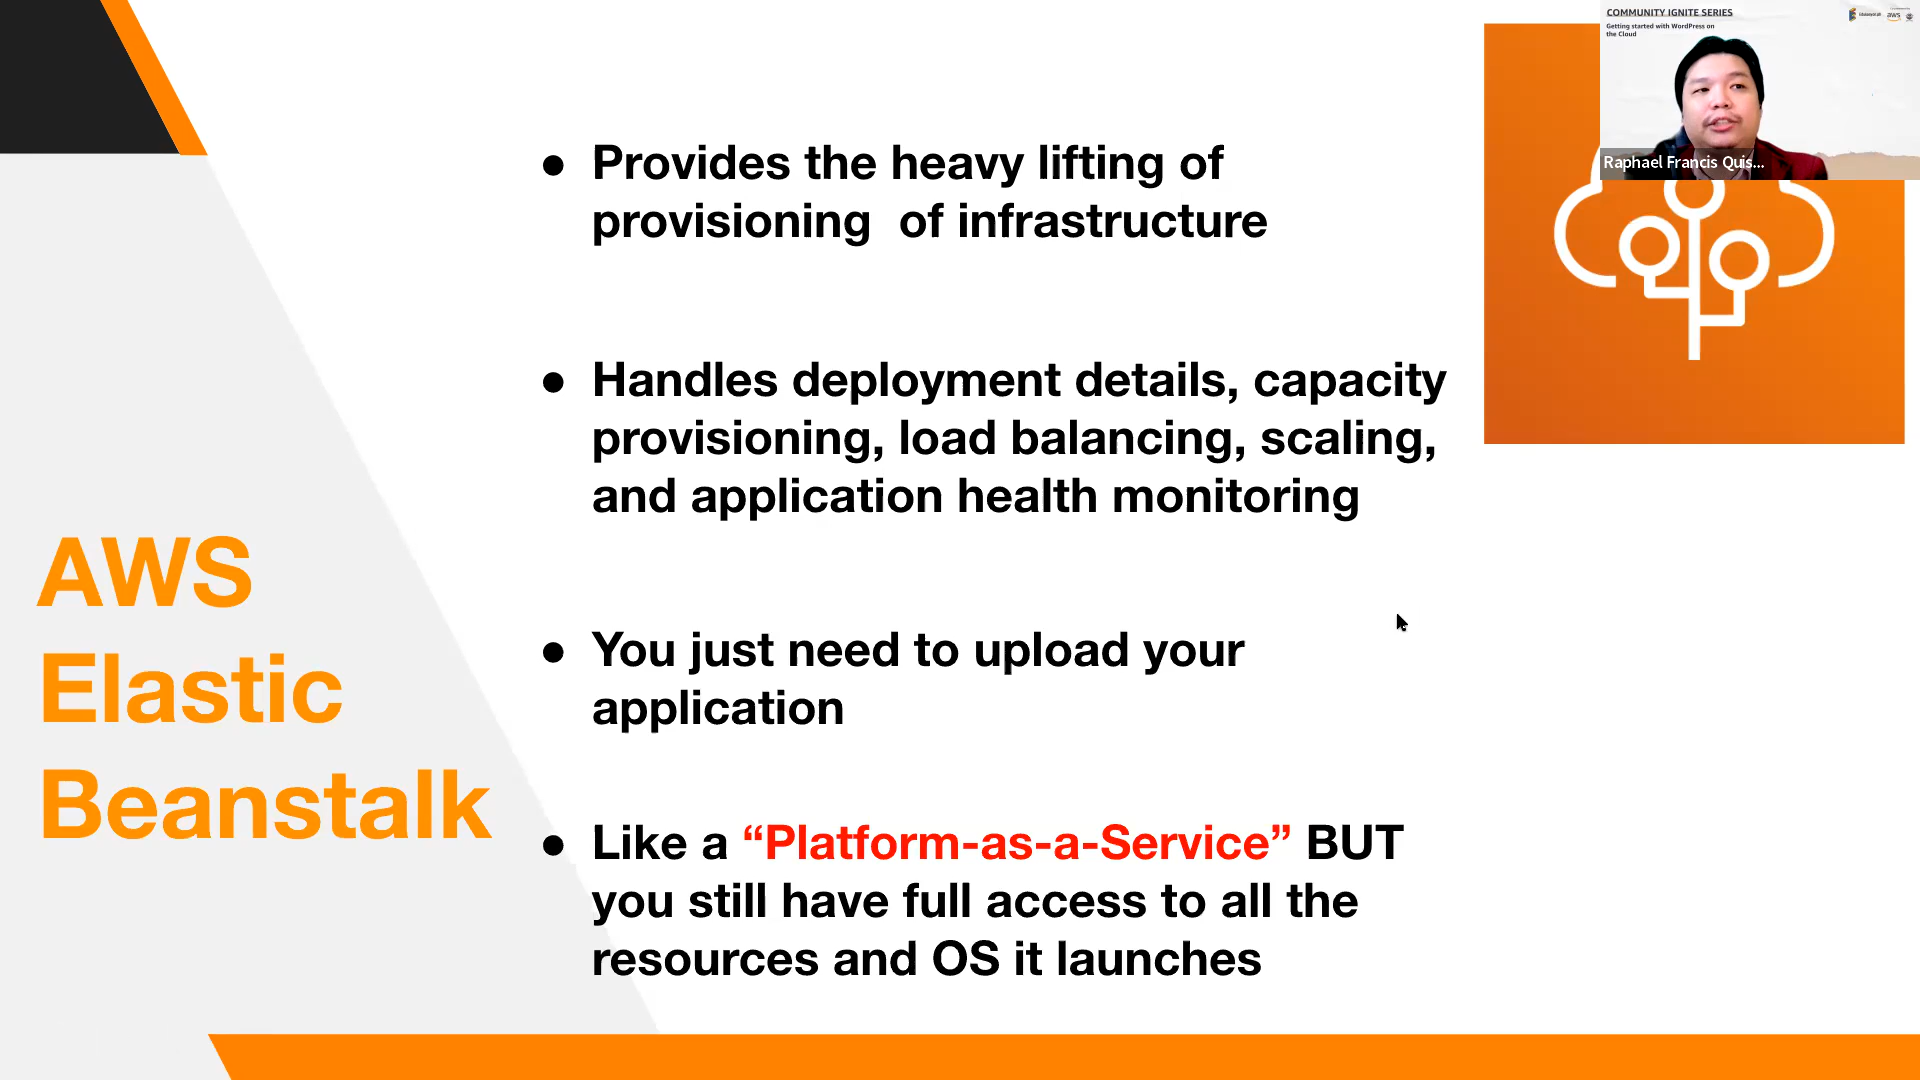 COMMUNITY IGNITE SERIES
Getting started with WordPress on
the Cloud
aws
Raphael Francis Quis...
AWS
Elastic
Beanstalk
● Provides the heavy lifting of
provisioning of infrastructure
● Handles deployment details, capacity
provisioning, load balancing, scaling,
and application health monitoring
● You just need to upload your
application
● Like a “Platform-as-a-Service” BUT
you still have full access to all the
resources and OS it launches